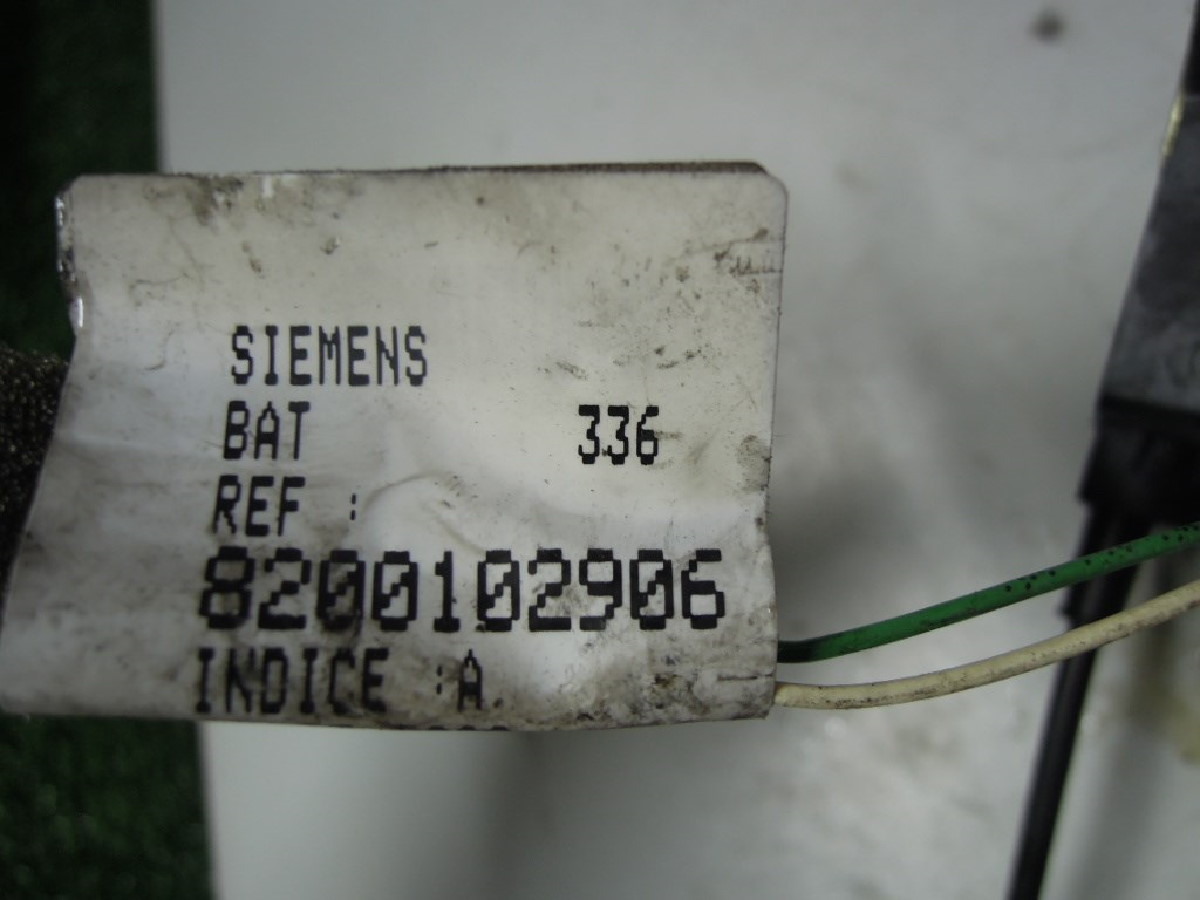 SIEMENS
BAT 336
REF :
8200102906
INDICE :A